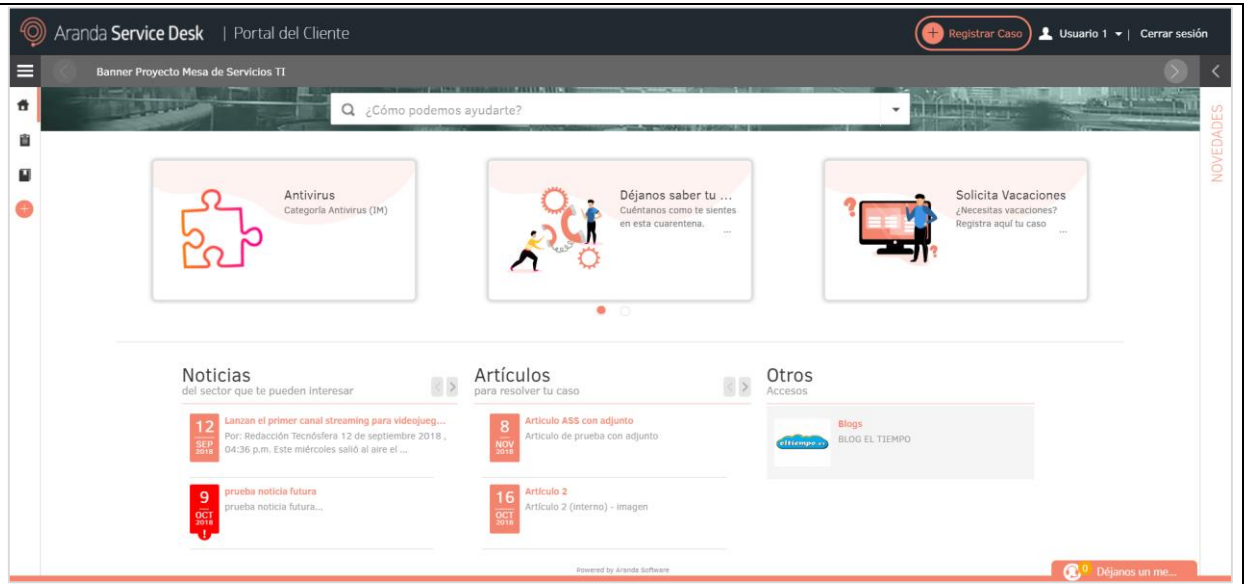 Aranda Service Desk | Portal del Cliente
Registrar Caso
Usuario 1
Cerrar sesión
Banner Proyecto Mesa de Servicios TI
¿Cómo podemos ayudarte?
NOVEDADES
Antivirus
Categoría Antivirus (IM)
Déjanos saber tu ...
Cuéntanos como te sientes
en esta cuarentena.
...
Solicita Vacaciones
¿Necesitas vacaciones?
Registra aquí tu caso
...
Noticias
del sector que te pueden interesar
12
SEP
2018
Lanzan el primer canal streaming para videojueg...
Por: Redacción Tecnósfera 12 de septiembre 2018 ,
04:36 p.m. Este miércoles salió al aire el ...
9
OCT
2018
prueba noticia futura
prueba noticia futura...
Artículos
para resolver tu caso
8
NOV
2018
Articulo ASS con adjunto
Articulo de prueba con adjunto
16
OCT
2018
Artículo 2
Artículo 2 (interno) - imagen
Otros
Accesos
Blogs
BLOG EL TIEMPO
Powered by Aranda Software
0
Déjanos un me...